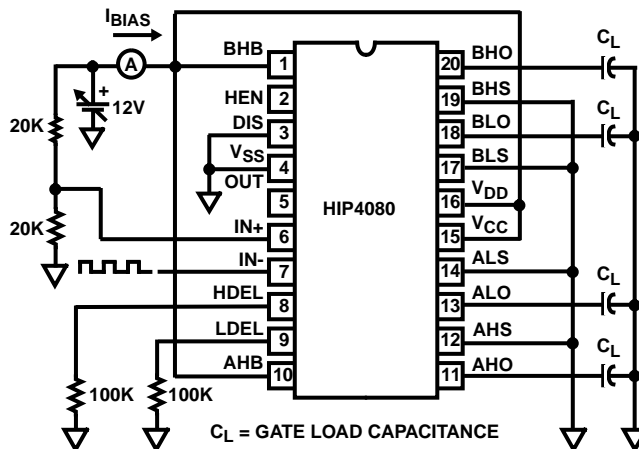 I BIAS
A
+
12V
20K
20K
BHB 1
HEN 2
DIS 3
VSS 4
OUT 5
IN+ 6
IN- 7
HDEL 8
LDEL 9
AHB 10
HIP4080
20 BHO
19 BHS
18 BLO
17 BLS
16 VDD
15 VCC
14 ALS
13 ALO
12 AHS
11 AHO
CL
CL
CL
CL
100K
100K
CL = GATE LOAD CAPACITANCE